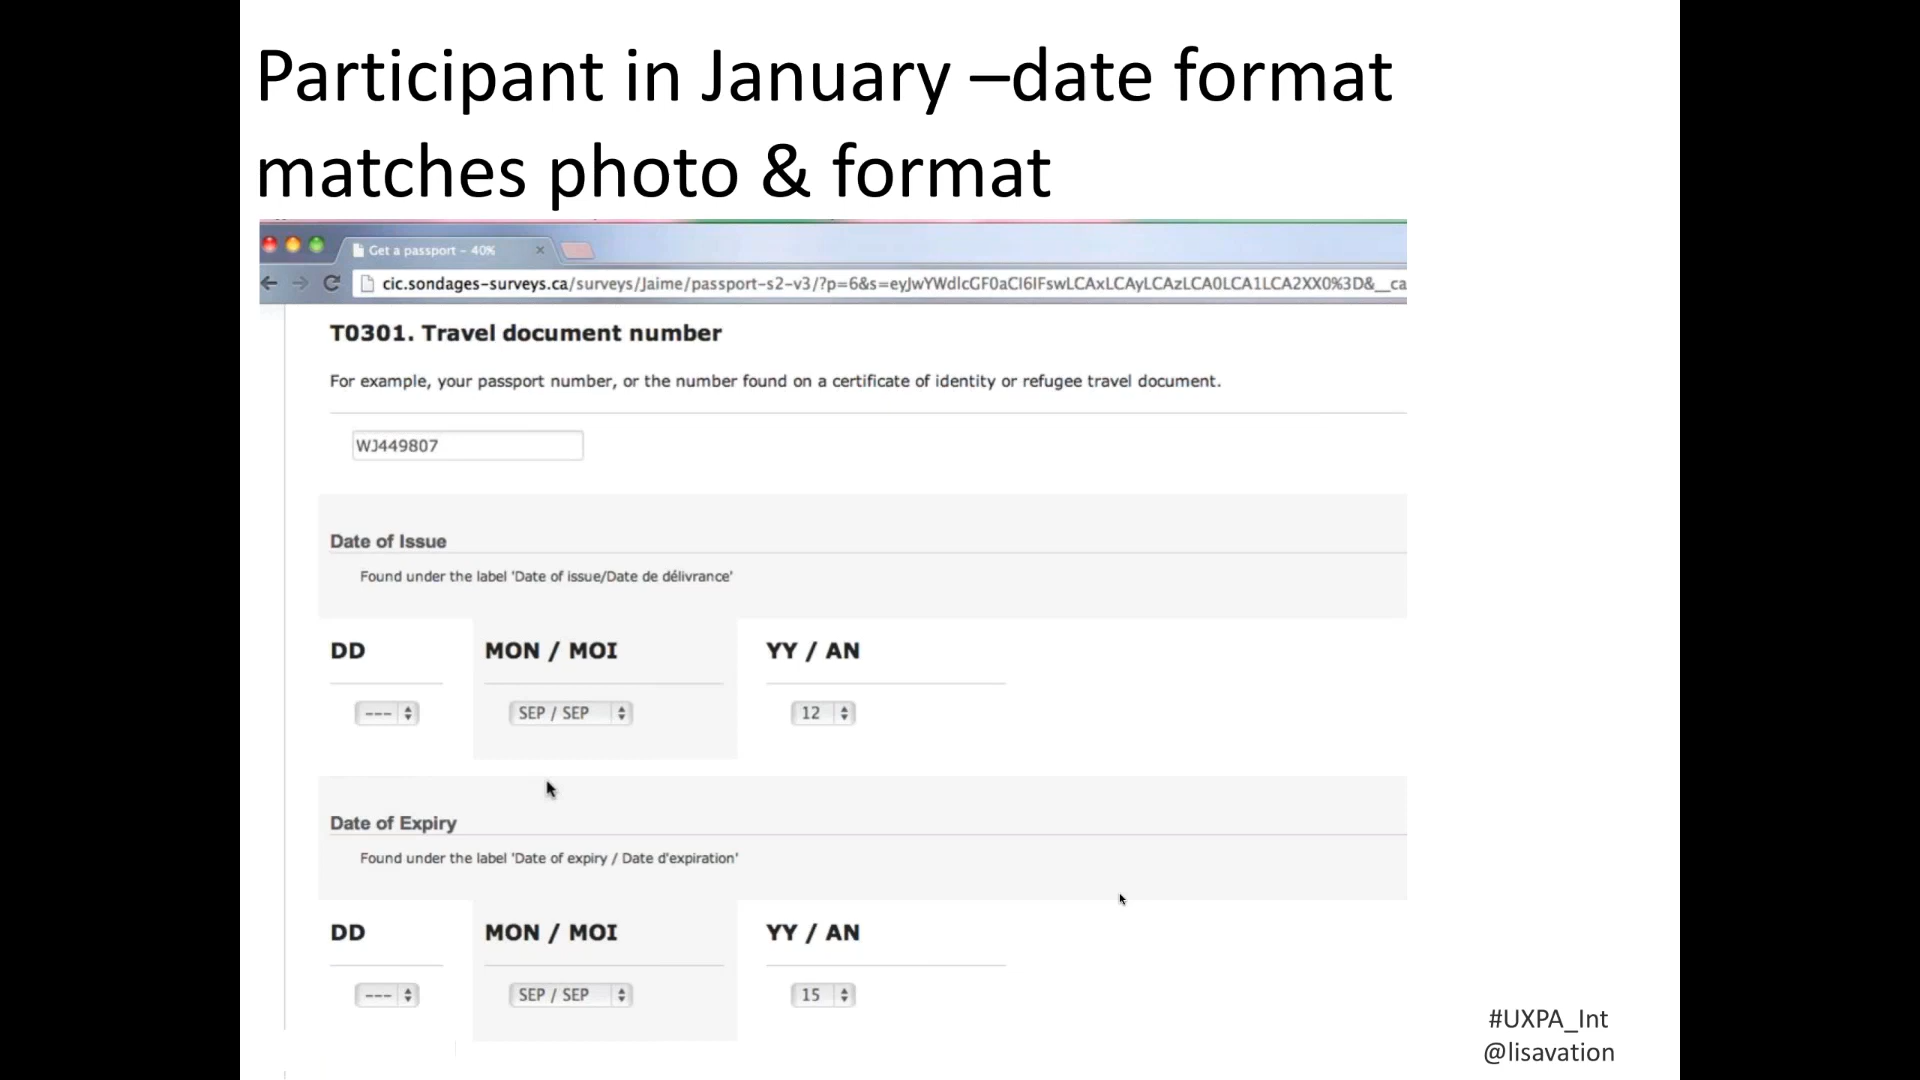 Participant in January –date format
matches photo & format
Get a passport – 40%
cic.sondages-surveys.ca/surveys/Jaime/passport-s2-v3/?p=6&s=eyJwYWdlcGF0aCI6IFswLCAxLCAyLCAzLCA0LCA1LCA2XX0%3D&__ca
T0301. Travel document number
For example, your passport number, or the number found on a certificate of identity or refugee travel document.
WJ449807
Date of Issue
Found under the label 'Date of issue/Date de délivrance'
DD MON / MOI YY / AN
--- SEP / SEP 12
Date of Expiry
Found under the label 'Date of expiry / Date d'expiration'
DD MON / MOI YY / AN
--- SEP / SEP 15
#UXPA_Int
@lisavation